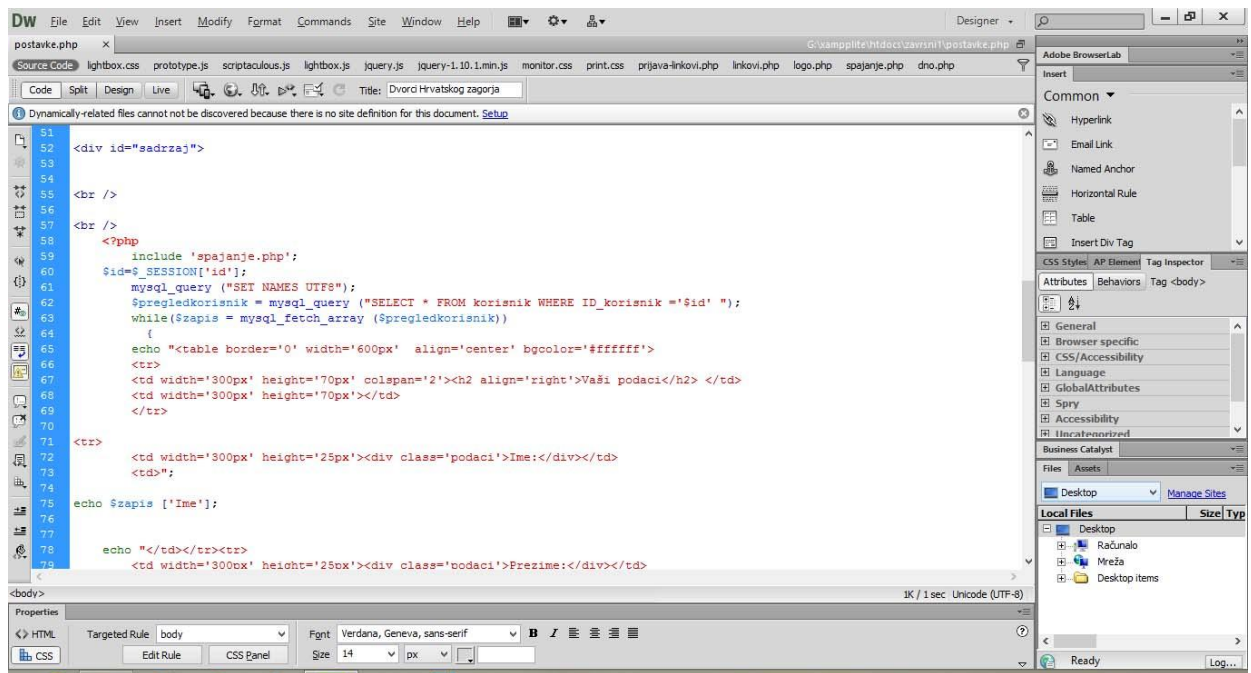 DW File Edit View Insert Modify Format Commands Site Window Help Designer
postavke.php × G:\xampplite\htdocs\zavrsni1\postavke.php
Source Code lightbox.css prototype.js scriptaculous.js lightbox.js jquery.js jquery-1.10.1.min.js monitor.css print.css prijava-linkovi.php linkovi.php logo.php spajanje.php dno.php
Code Split Design Live Title: Dvorci Hrvatskog zagorja
Dynamically-related files cannot not be discovered because there is no site definition for this document. Setup
51
52 <div id="sadrzaj">
53
54
55 <br />
56
57 <br />
58 <?php
59 include 'spajanje.php';
60 $id=$_SESSION['id'];
61 mysql_query ("SET NAMES UTF8");
62 $pregledkorisnik = mysql_query ("SELECT * FROM korisnik WHERE ID_korisnik ='$id' ");
63 while($zapis = mysql_fetch_array ($pregledkorisnik))
64 {
65 echo "<table border='0' width='600px' align='center' bgcolor='#ffffff'>
66 <tr>
67 <td width='300px' height='70px' colspan='2'><h2 align='right'>Vaši podaci</h2> </td>
68 <td width='300px' height='70px'></td>
69 </tr>
70
71 <tr>
72 <td width='300px' height='25px'><div class='podaci'>Ime:</div></td>
73 <td>";
74
75 echo $zapis ['Ime'];
76
77
78 echo "</td></tr><tr>
79 <td width='300px' height='25px'><div class='podaci'>Prezime:</div></td>
<body> 1K / 1 sec Unicode (UTF-8)
Properties
<> HTML Targeted Rule body Font Verdana, Geneva, sans-serif B I
CSS Edit Rule CSS Panel Size 14 px
Adobe BrowserLab
Insert
Common
Hyperlink
Email Link
Named Anchor
Horizontal Rule
Table
Insert Div Tag
CSS Styles AP Element Tag Inspector
Attributes Behaviors Tag <body>
General
Browser specific
CSS/Accessibility
Language
GlobalAttributes
Spry
Accessibility
Uncategorized
Business Catalyst
Files Assets
Desktop Manage Sites
Local Files Size Typ
Desktop
Računalo
Mreža
Desktop items
Ready Log...